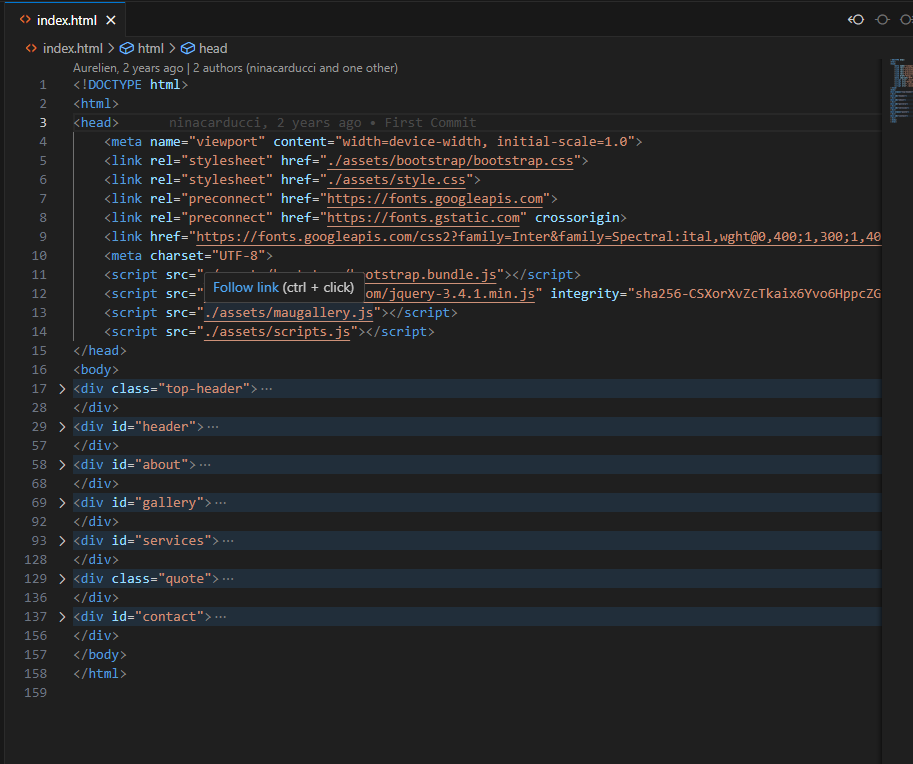 index.html
index.html > html > head
Aurelien, 2 years ago | 2 authors (ninacarducci and one other)
1 <!DOCTYPE html>
2 <html>
3 <head> ninacarducci, 2 years ago • First Commit
4 <meta name="viewport" content="width=device-width, initial-scale=1.0">
5 <link rel="stylesheet" href="./assets/bootstrap/bootstrap.css">
6 <link rel="stylesheet" href="./assets/style.css">
7 <link rel="preconnect" href="https://fonts.googleapis.com">
8 <link rel="preconnect" href="https://fonts.gstatic.com" crossorigin>
9 <link href="https://fonts.googleapis.com/css2?family=Inter&family=Spectral:ital,wght@0,400;1,300;1,40
10 <meta charset="UTF-8">
11 <script src="otstrap.bundle.js"></script>
Follow link (ctrl + click)
12 <script src="om/jquery-3.4.1.min.js" integrity="sha256-CSXorXvZcTkaix6Yvo6HppcZG
13 <script src="./assets/maugallery.js"></script>
14 <script src="./assets/scripts.js"></script>
15 </head>
16 <body>
17 > <div class="top-header">···
28 </div>
29 > <div id="header">···
57 </div>
58 > <div id="about">···
68 </div>
69 > <div id="gallery">···
92 </div>
93 > <div id="services">···
128 </div>
129 > <div class="quote">···
136 </div>
137 > <div id="contact">···
156 </div>
157 </body>
158 </html>
159